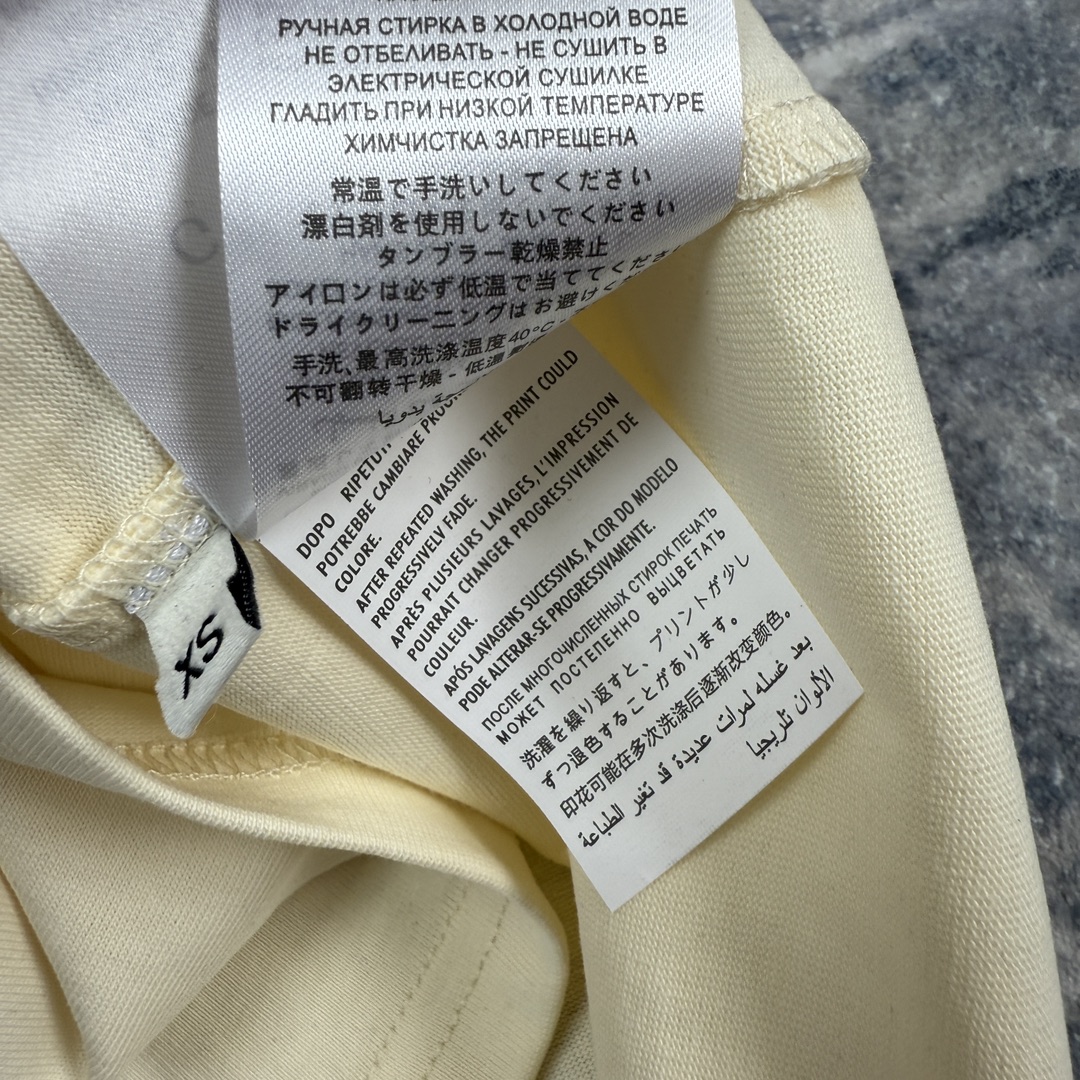 РУЧНАЯ СТИРКА В ХОЛОДНОЙ ВОДЕ
НЕ ОТБЕЛИВАТЬ - НЕ СУШИТЬ В
ЭЛЕКТРИЧЕСКОЙ СУШИЛКЕ
ГЛАДИТЬ ПРИ НИЗКОЙ ТЕМПЕРАТУРЕ
ХИМЧИСТКА ЗАПРЕЩЕНА
常温で手洗いしてください
漂白剤を使用しないでください
タンブラー乾燥禁止
アイロンは必ず低温で当ててくださ
ドライクリーニングはお避けくだ
手洗、最高洗涤温度40°C
不可翻转干燥 - 低温
DOPO RIPETUTI
POTREBBE CAMBIARE
COLORE.
AFTER REPEATED WASHING, THE PRINT COULD
PROGRESSIVELV FADE.
APRÈS PLUSIEURS LAVAGES, L'IMPRESSION
POURRAIT CHANGER PROGRESSIVEMENT DE
COULEUR.
APÓS LAVAGENS SUCESSIVAS, A COR DO MODELO
PODE ALTERAR-SE PROGRESSIVAMENTE.
ПОСЛЕ МНОГОЧИСЛЕННЫХ СТИРОК ПЕЧАТЬ
МОЖЕТ ПОСТЕПЕННО ВЫЦВЕТАТЬ
洗濯を繰り返すと、プリントが少し
ずつ退色することがあります。
印花可能在多次洗涤后逐渐改变颜色。
بعد غسله لمرات عديدة قد تغير الطباعة
الألوان تدريجيا
XS